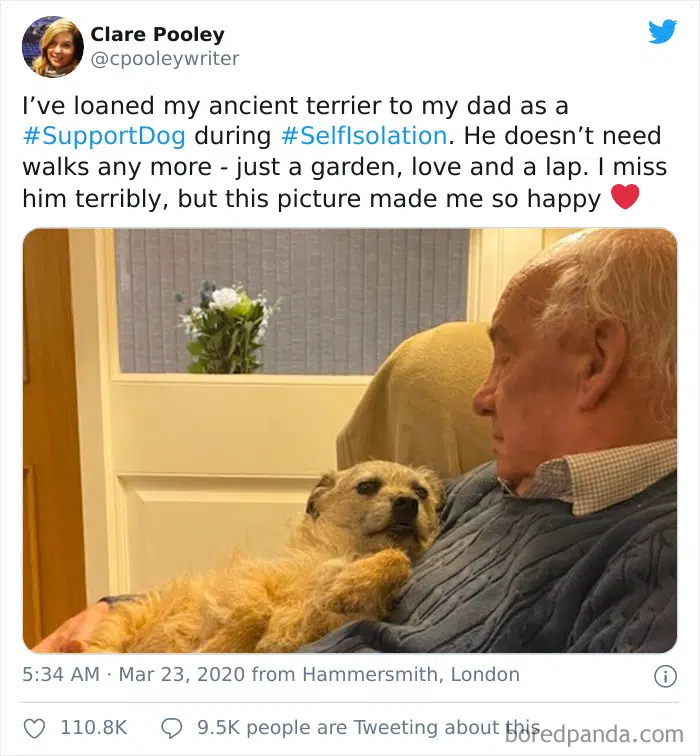 Clare Pooley
@cpooleywriter
I’ve loaned my ancient terrier to my dad as a
#SupportDog during #SelfIsolation. He doesn’t need
walks any more - just a garden, love and a lap. I miss
him terribly, but this picture made me so happy ❤️
5:34 AM · Mar 23, 2020 from Hammersmith, London
110.8K 9.5K people are Tweeting about this
boredpanda.com